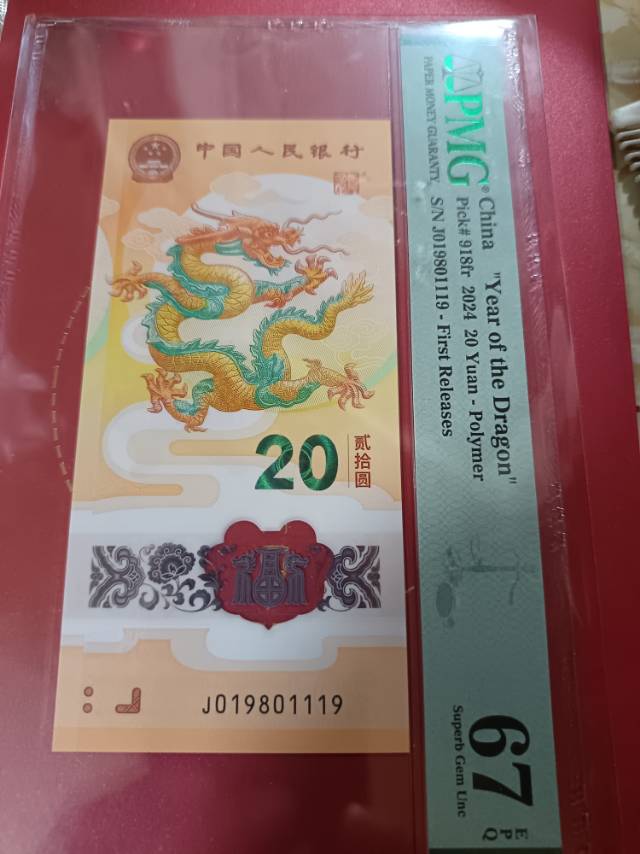 中国人民银行
20
贰拾圆
福
J019801119
PMG®
PAPER MONEY GUARANTY
China "Year of the Dragon"
Pick# 918fr 2024 20 Yuan - Polymer
S/N J019801119 - First Releases
67 EPQ
Superb Gem Unc